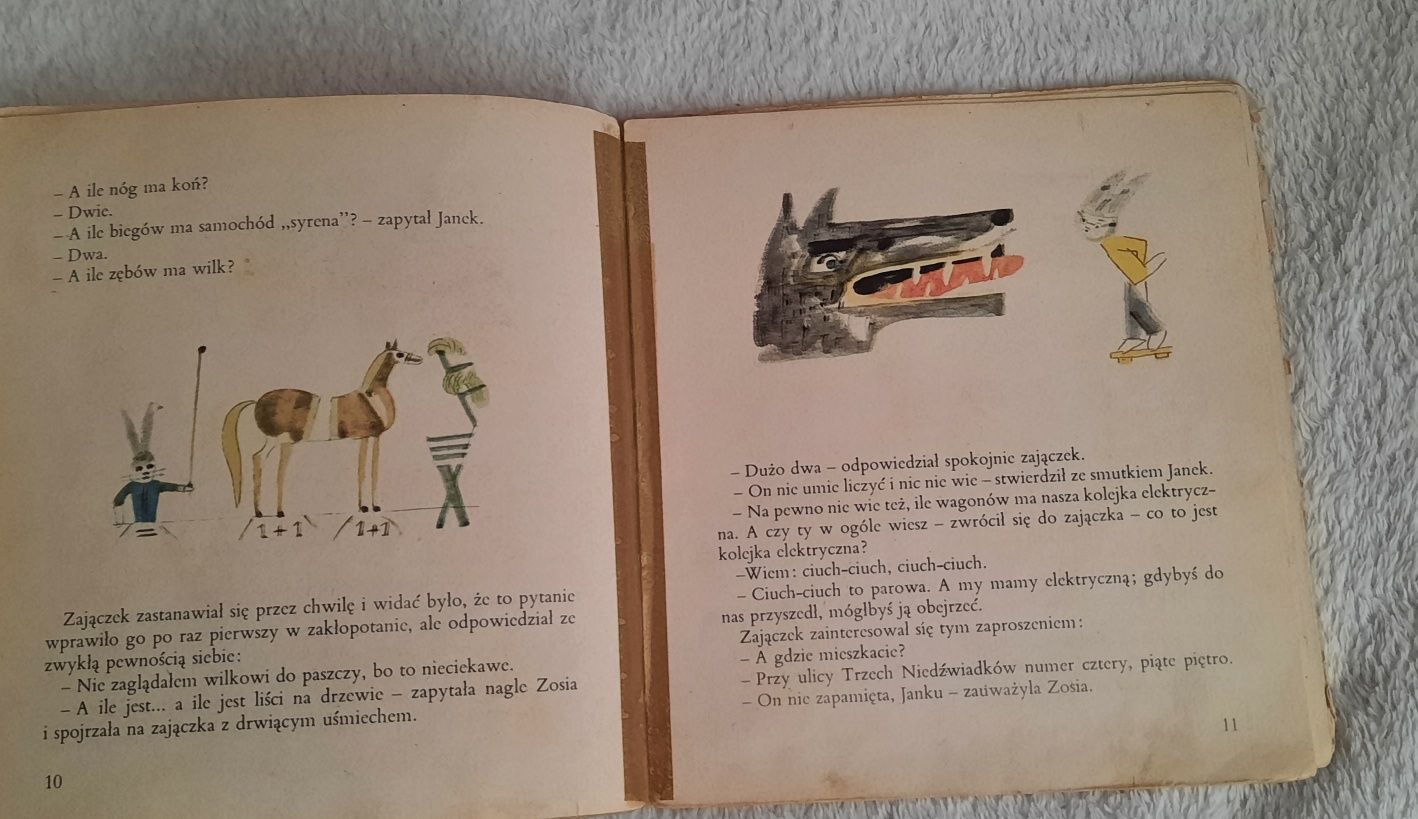 – A ile nóg ma koń?
– Dwie.
– A ile biegów ma samochód „syrena”? – zapytał Janek.
– Dwa.
– A ile zębów ma wilk?
1+1 1+1
Zajączek zastanawiał się przez chwilę i widać było, że to pytanie
wprawiło go po raz pierwszy w zakłopotanie, ale odpowiedział ze
zwykłą pewnością siebie:
– Nie zaglądałem wilkowi do paszczy, bo to nieciekawe.
– A ile jest... a ile jest liści na drzewie – zapytała nagle Zosia
i spojrzała na zajączka z drwiącym uśmiechem.
10
– Dużo dwa – odpowiedział spokojnie zajączek.
– On nie umie liczyć i nic nie wie – stwierdził ze smutkiem Janek.
– Na pewno nie wie też, ile wagonów ma nasza kolejka elektrycz-
na. A czy ty w ogóle wiesz – zwrócił się do zajączka – co to jest
kolejka elektryczna?
–Wiem: ciuch-ciuch, ciuch-ciuch.
– Ciuch-ciuch to parowa. A my mamy elektryczną; gdybyś do
nas przyszedł, mógłbyś ją obejrzeć.
Zajączek zainteresował się tym zaproszeniem:
– A gdzie mieszkacie?
– Przy ulicy Trzech Niedźwiadków numer cztery, piąte piętro.
– On nie zapamięta, Janku – zauważyła Zosia.
11